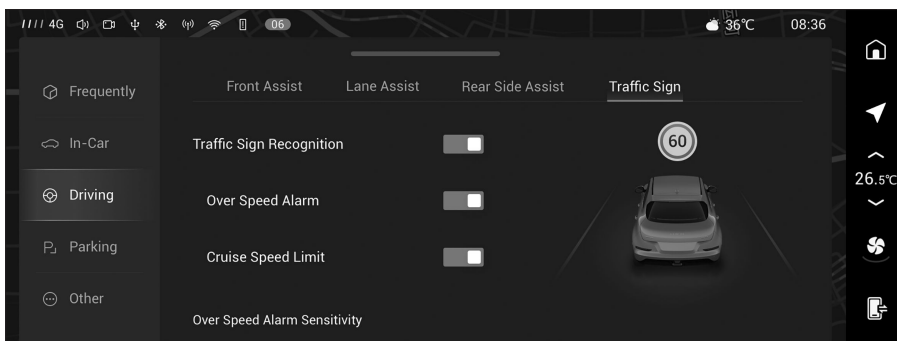 4G 06 36℃ 08:36
Front Assist Lane Assist Rear Side Assist Traffic Sign
Frequently
In-Car
Driving
Parking
Other
Traffic Sign Recognition
Over Speed Alarm
Cruise Speed Limit
Over Speed Alarm Sensitivity
60
26.5℃